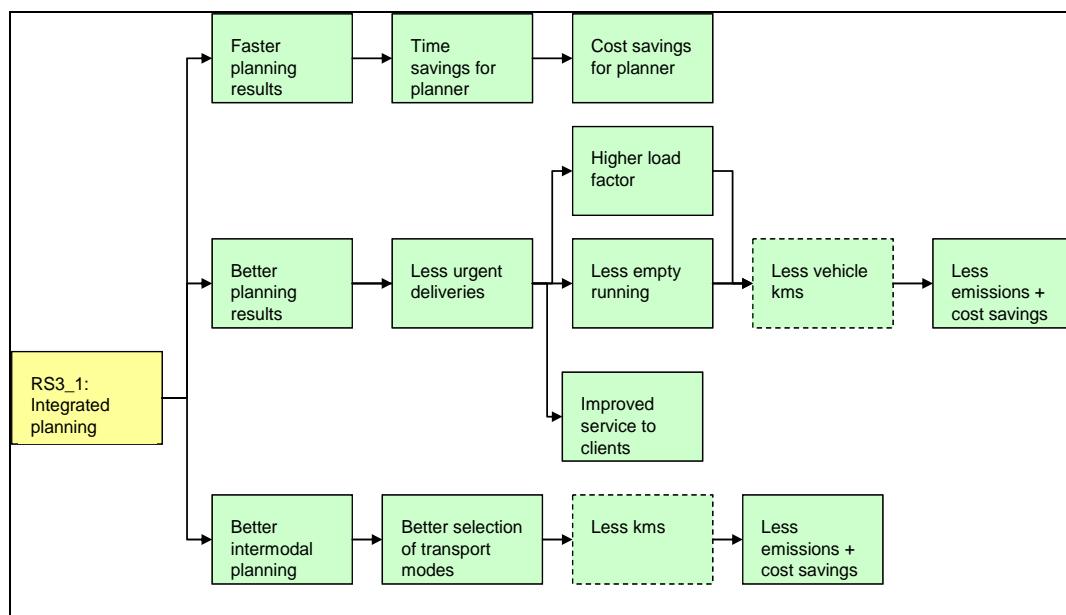 Faster
planning
results
Time
savings for
planner
Cost savings
for planner
Higher load
factor
Better
planning
results
Less urgent
deliveries
Less empty
running
Less vehicle
kms
Less
emissions +
cost savings
RS3_1:
Integrated
planning
Improved
service to
clients
Better
intermodal
planning
Better selection
of transport
modes
Less kms
Less
emissions +
cost savings